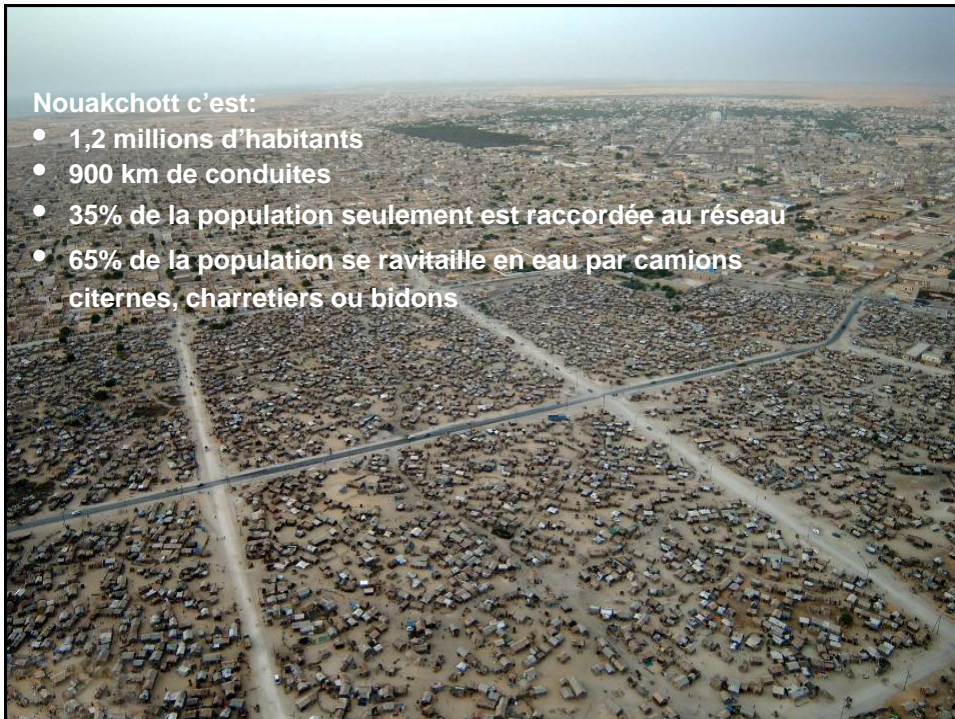 Nouakchott c’est:
• 1,2 millions d’habitants
• 900 km de conduites
• 35% de la population seulement est raccordée au réseau
• 65% de la population se ravitaille en eau par camions
citernes, charretiers ou bidons